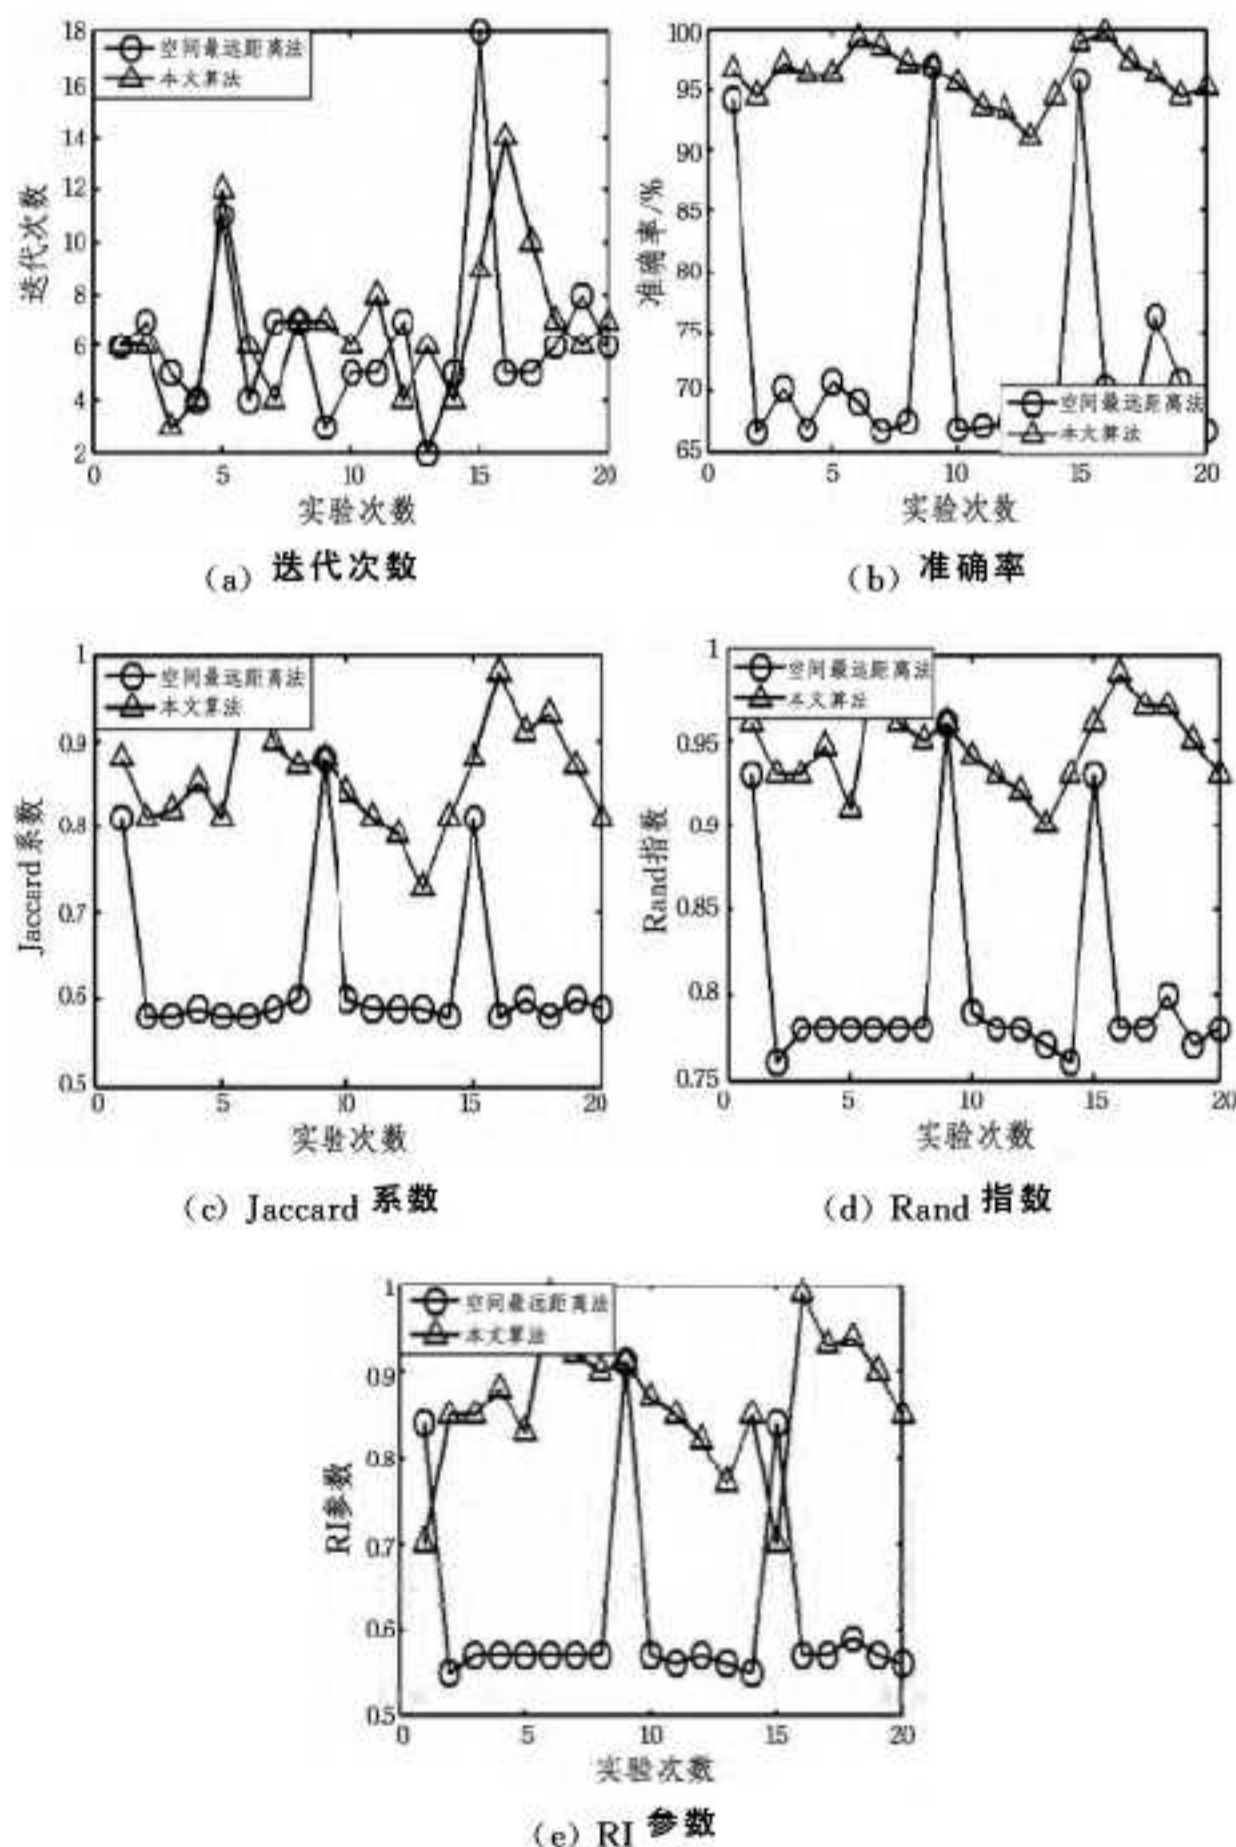 空间最远距离法
本文算法
18
16
14
12
10
8
6
4
2
0
5
10
15
20
迭代次数
实验次数
(a) 迭代次数
空间最远距离法
本文算法
100
95
90
85
80
75
70
65
0
5
10
15
20
准确率/%
实验次数
(b) 准确率
空间最远距离法
本文算法
1
0.9
0.8
0.7
0.6
0.5
0
5
10
15
20
Jaccard系数
实验次数
(c) Jaccard 系数
空间最远距离法
本文算法
1
0.95
0.9
0.85
0.8
0.75
0
5
10
15
20
Rand指数
实验次数
(d) Rand 指数
空间最远距离法
本文算法
1
0.9
0.8
0.7
0.6
0.5
0
5
10
15
20
RI参数
实验次数
(e) RI 参数